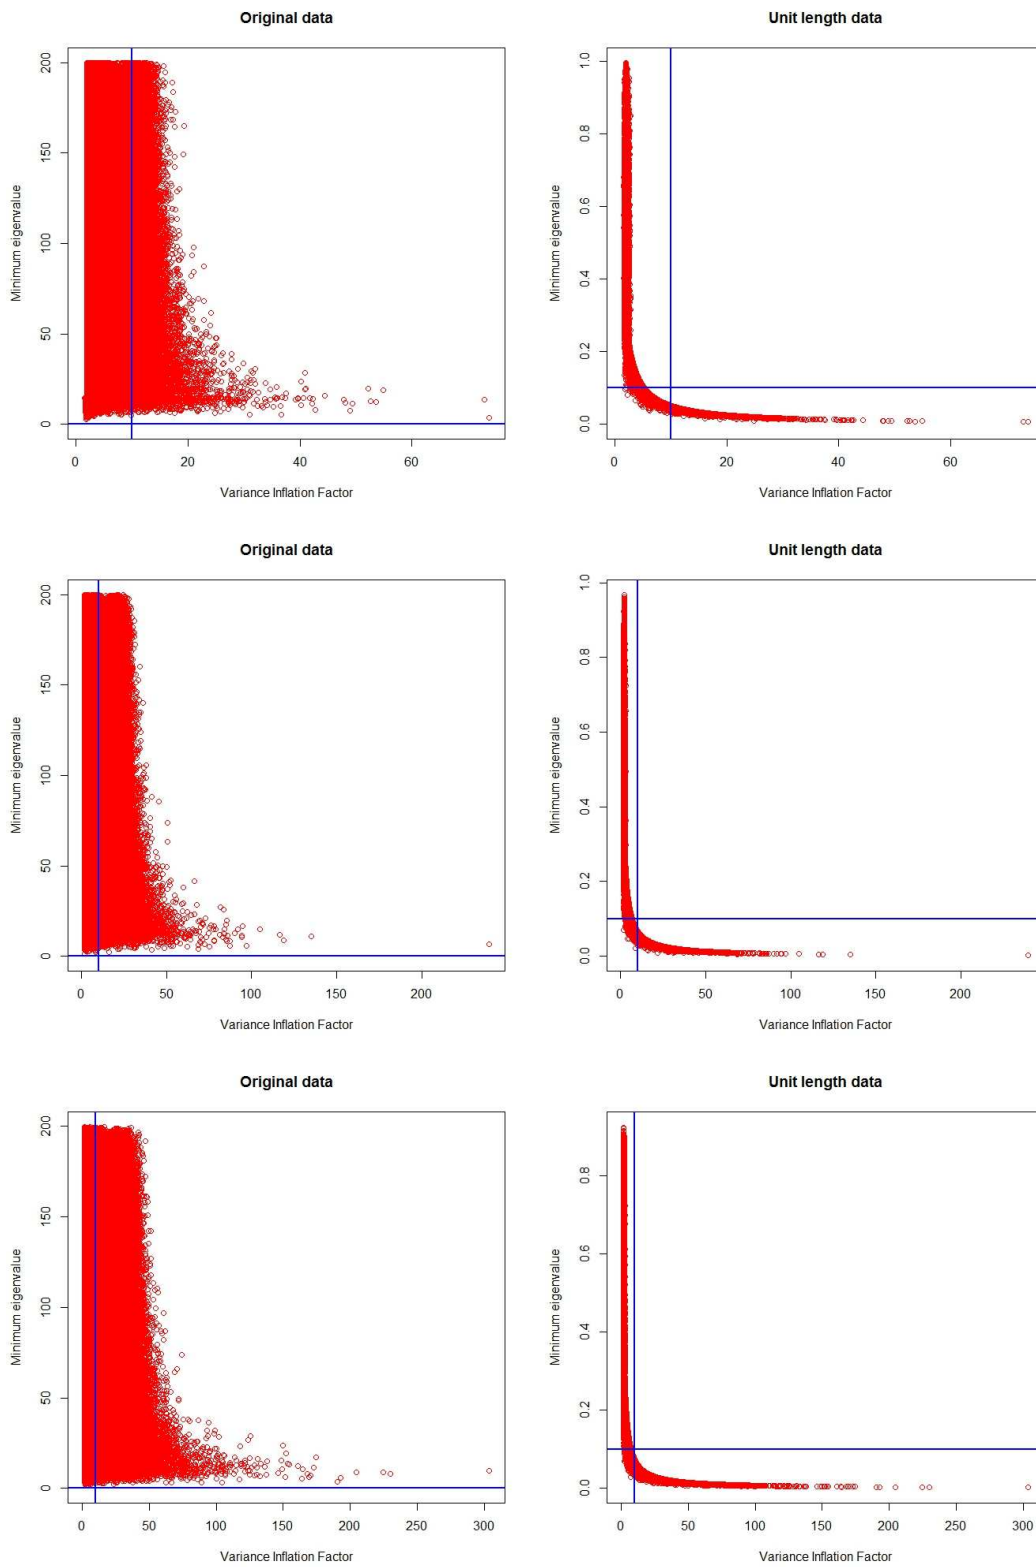 Original data
Unit length data
Minimum eigenvalue
200
150
100
50
0
0 20 40 60
Variance Inflation Factor
Minimum eigenvalue
1.0
0.8
0.6
0.4
0.2
0.0
0 20 40 60
Variance Inflation Factor
Original data
Unit length data
Minimum eigenvalue
200
150
100
50
0
0 50 100 150 200
Variance Inflation Factor
Minimum eigenvalue
1.0
0.8
0.6
0.4
0.2
0.0
0 50 100 150 200
Variance Inflation Factor
Original data
Unit length data
Minimum eigenvalue
200
150
100
50
0
0 50 100 150 200 250 300
Variance Inflation Factor
Minimum eigenvalue
0.8
0.6
0.4
0.2
0.0
0 50 100 150 200 250 300
Variance Inflation Factor